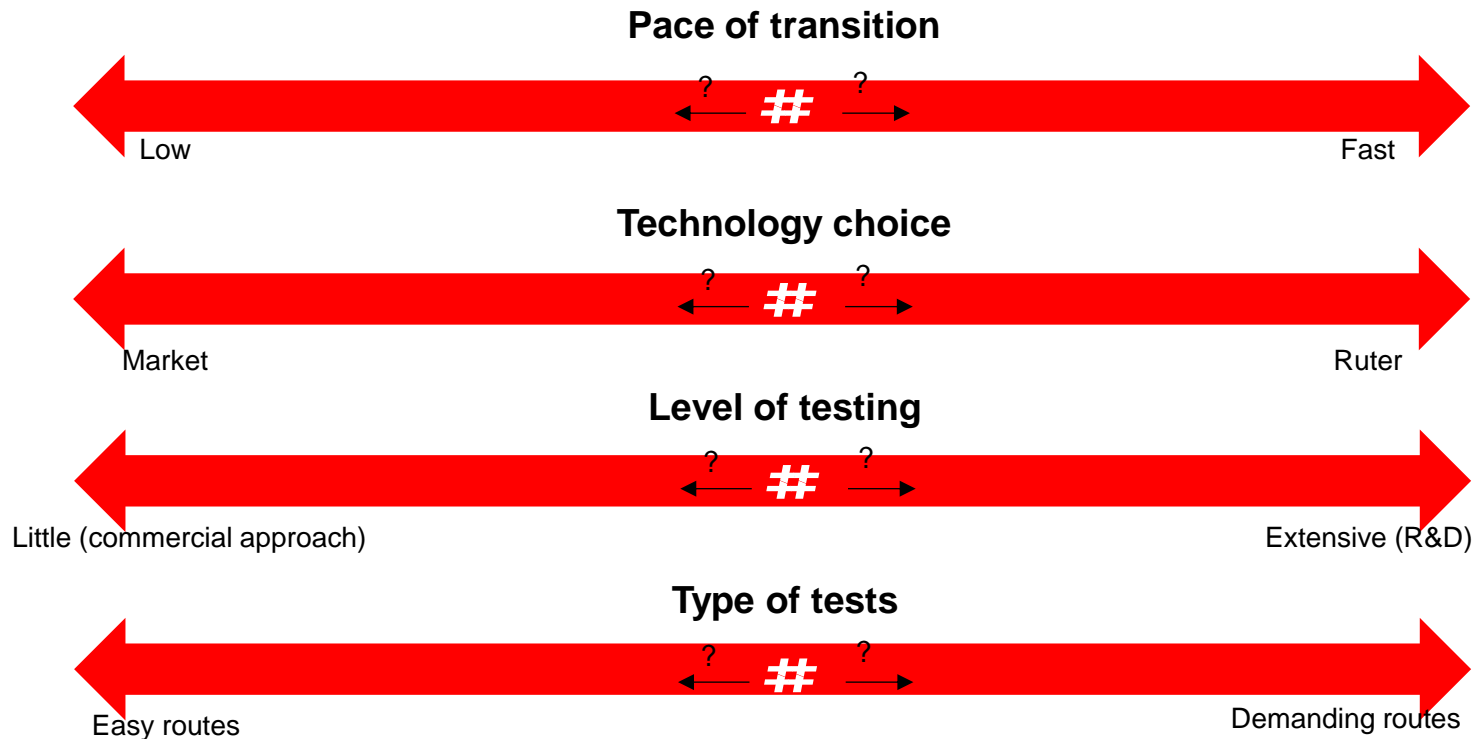 Pace of transition
? # ?
Low Fast
Technology choice
? # ?
Market Ruter
Level of testing
? # ?
Little (commercial approach) Extensive (R&D)
Type of tests
? # ?
Easy routes Demanding routes